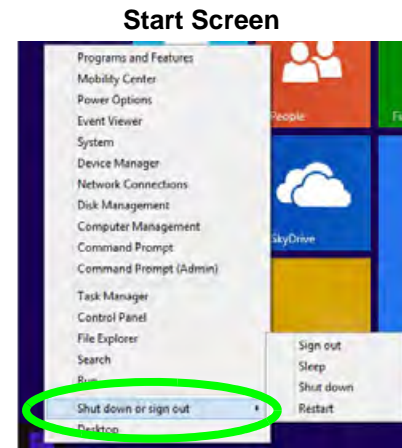 Start Screen
Programs and Features
Mobility Center
Power Options
Event Viewer
System
Device Manager
Network Connections
Disk Management
Computer Management
Command Prompt
Command Prompt (Admin)
Task Manager
Control Panel
File Explorer
Search
Run
Shut down or sign out
Desktop
Sign out
Sleep
Shut down
Restart
People
SkyDrive